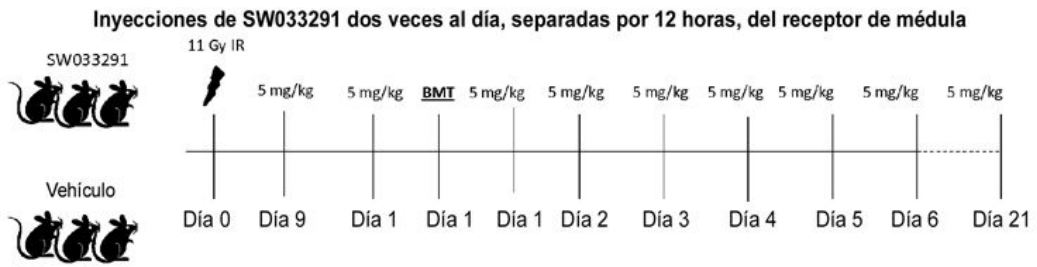 Inyecciones de SW033291 dos veces al día, separadas por 12 horas, del receptor de médula
SW033291
11 Gy IR
5 mg/kg 5 mg/kg BMT 5 mg/kg 5 mg/kg 5 mg/kg 5 mg/kg 5 mg/kg 5 mg/kg 5 mg/kg
Vehículo
Día 0 Día 9 Día 1 Día 1 Día 1 Día 2 Día 3 Día 4 Día 5 Día 6 Día 21